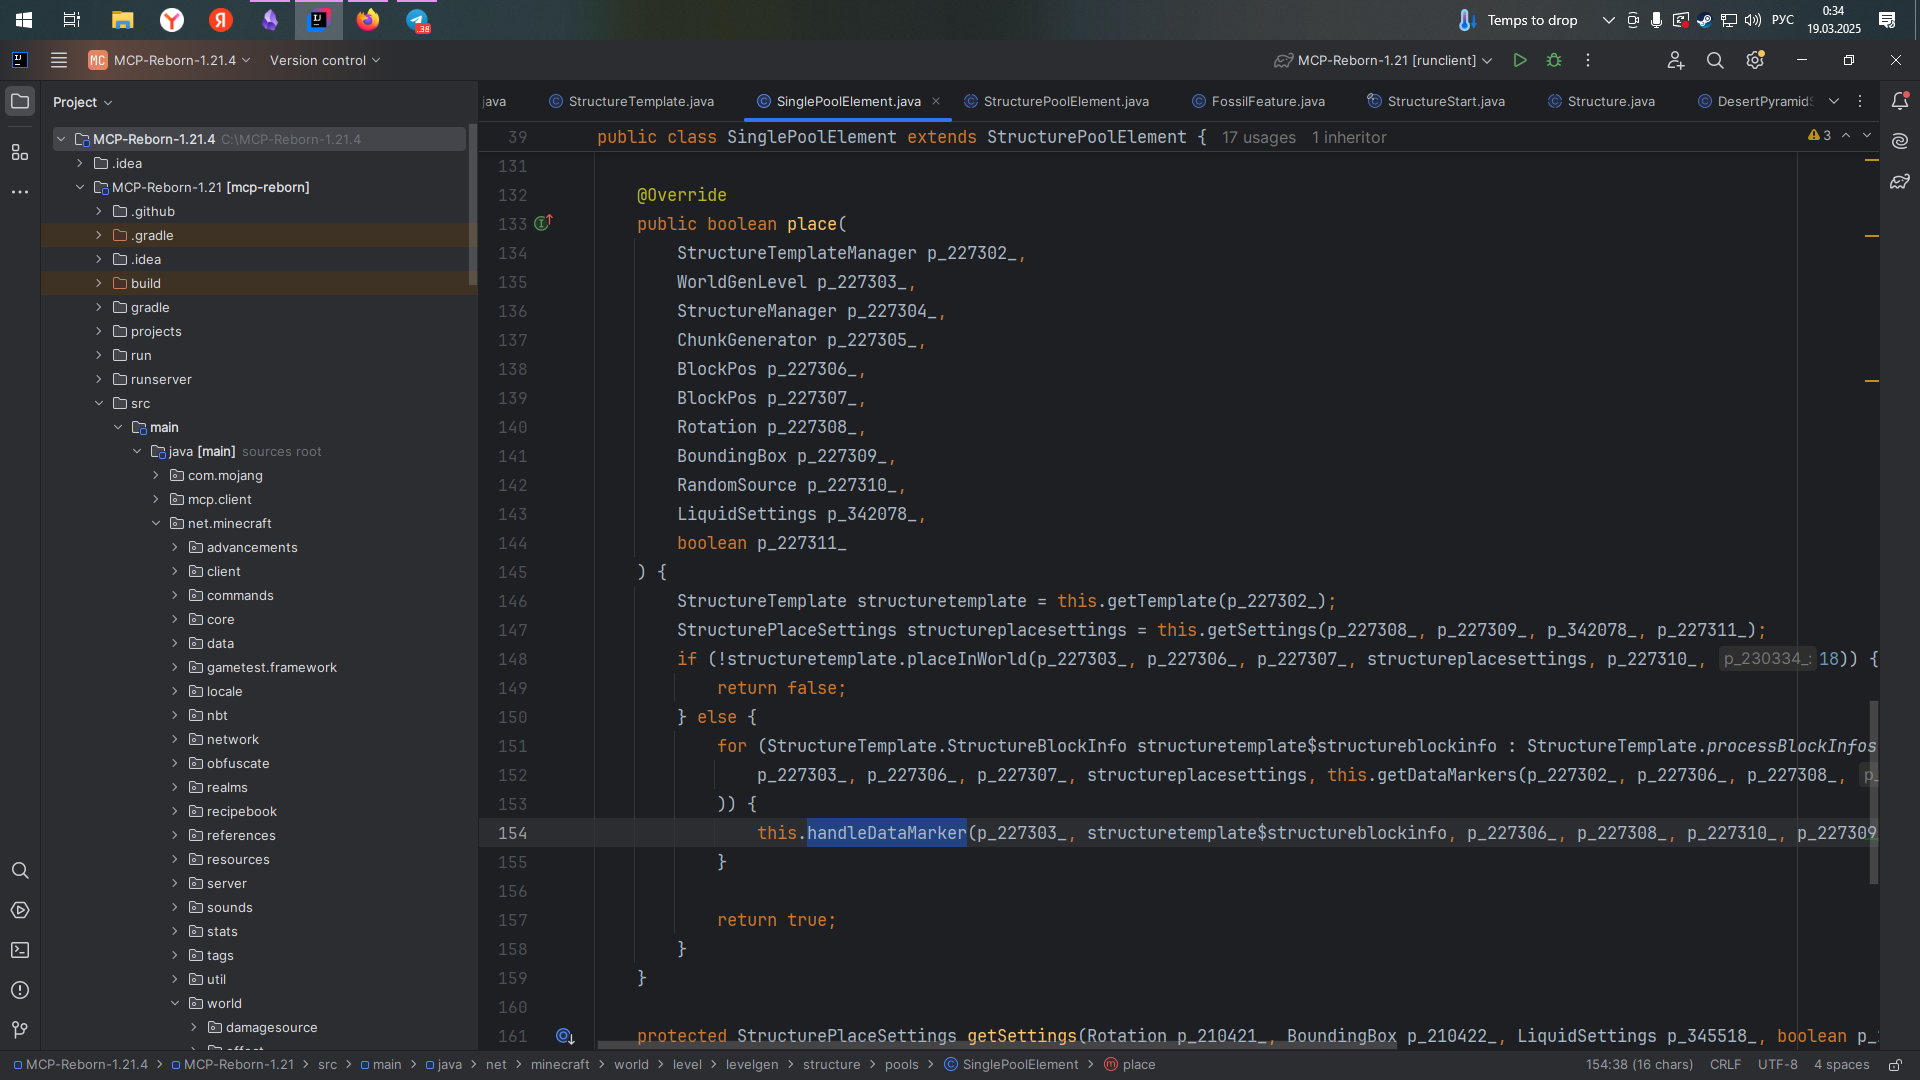 Temps to drop
РУС
0:34
19.03.2025
38
MC MCP-Reborn-1.21.4
Version control
MCP-Reborn-1.21 [runclient]
Project
java
StructureTemplate.java
SinglePoolElement.java
StructurePoolElement.java
FossilFeature.java
StructureStart.java
Structure.java
DesertPyramidS
MCP-Reborn-1.21.4 C:\MCP-Reborn-1.21.4
.idea
MCP-Reborn-1.21 [mcp-reborn]
.github
.gradle
.idea
build
gradle
projects
run
runserver
src
main
java [main] sources root
com.mojang
mcp.client
net.minecraft
advancements
client
commands
core
data
gametest.framework
locale
nbt
network
obfuscate
realms
recipebook
references
resources
server
sounds
stats
tags
util
world
damagesource
effect
39 public class SinglePoolElement extends StructurePoolElement { 17 usages 1 inheritor
3
131
132 @Override
133 public boolean place(
134 StructureTemplateManager p_227302_,
135 WorldGenLevel p_227303_,
136 StructureManager p_227304_,
137 ChunkGenerator p_227305_,
138 BlockPos p_227306_,
139 BlockPos p_227307_,
140 Rotation p_227308_,
141 BoundingBox p_227309_,
142 RandomSource p_227310_,
143 LiquidSettings p_342078_,
144 boolean p_227311_
145 ) {
146 StructureTemplate structuretemplate = this.getTemplate(p_227302_);
147 StructurePlaceSettings structureplacesettings = this.getSettings(p_227308_, p_227309_, p_342078_, p_227311_);
148 if (!structuretemplate.placeInWorld(p_227303_, p_227306_, p_227307_, structureplacesettings, p_227310_, p_230334_: 18)) {
149 return false;
150 } else {
151 for (StructureTemplate.StructureBlockInfo structuretemplate$structureblockinfo : StructureTemplate.processBlockInfos
152 p_227303_, p_227306_, p_227307_, structureplacesettings, this.getDataMarkers(p_227302_, p_227306_, p_227308_, p_
153 )) {
154 this.handleDataMarker(p_227303_, structuretemplate$structureblockinfo, p_227306_, p_227308_, p_227310_, p_227309
155 }
156
157 return true;
158 }
159 }
160
161 protected StructurePlaceSettings getSettings(Rotation p_210421_, BoundingBox p_210422_, LiquidSettings p_345518_, boolean p_
MCP-Reborn-1.21.4 > MCP-Reborn-1.21 > src > main > java > net > minecraft > world > level > levelgen > structure > pools > SinglePoolElement > place
154:38 (16 chars) CRLF UTF-8 4 spaces